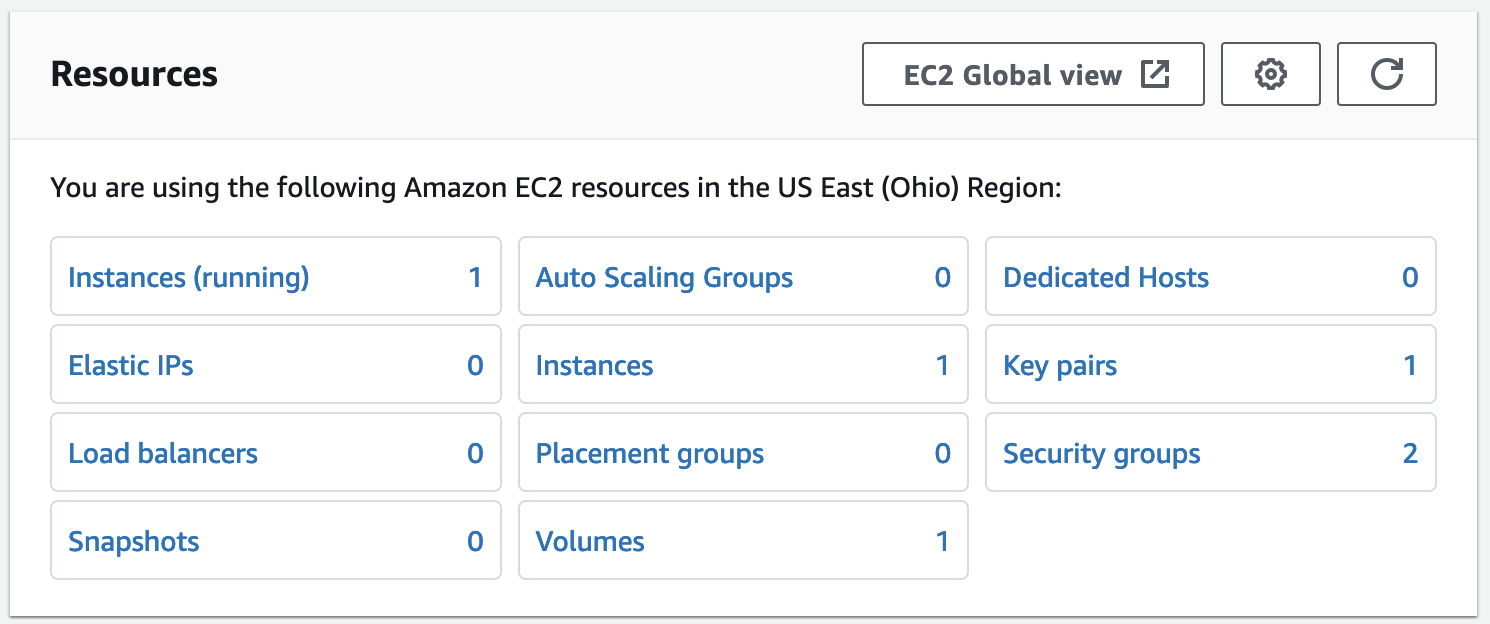 Resources
EC2 Global view
You are using the following Amazon EC2 resources in the US East (Ohio) Region:
Instances (running) 1
Auto Scaling Groups 0
Dedicated Hosts 0
Elastic IPs 0
Instances 1
Key pairs 1
Load balancers 0
Placement groups 0
Security groups 2
Snapshots 0
Volumes 1